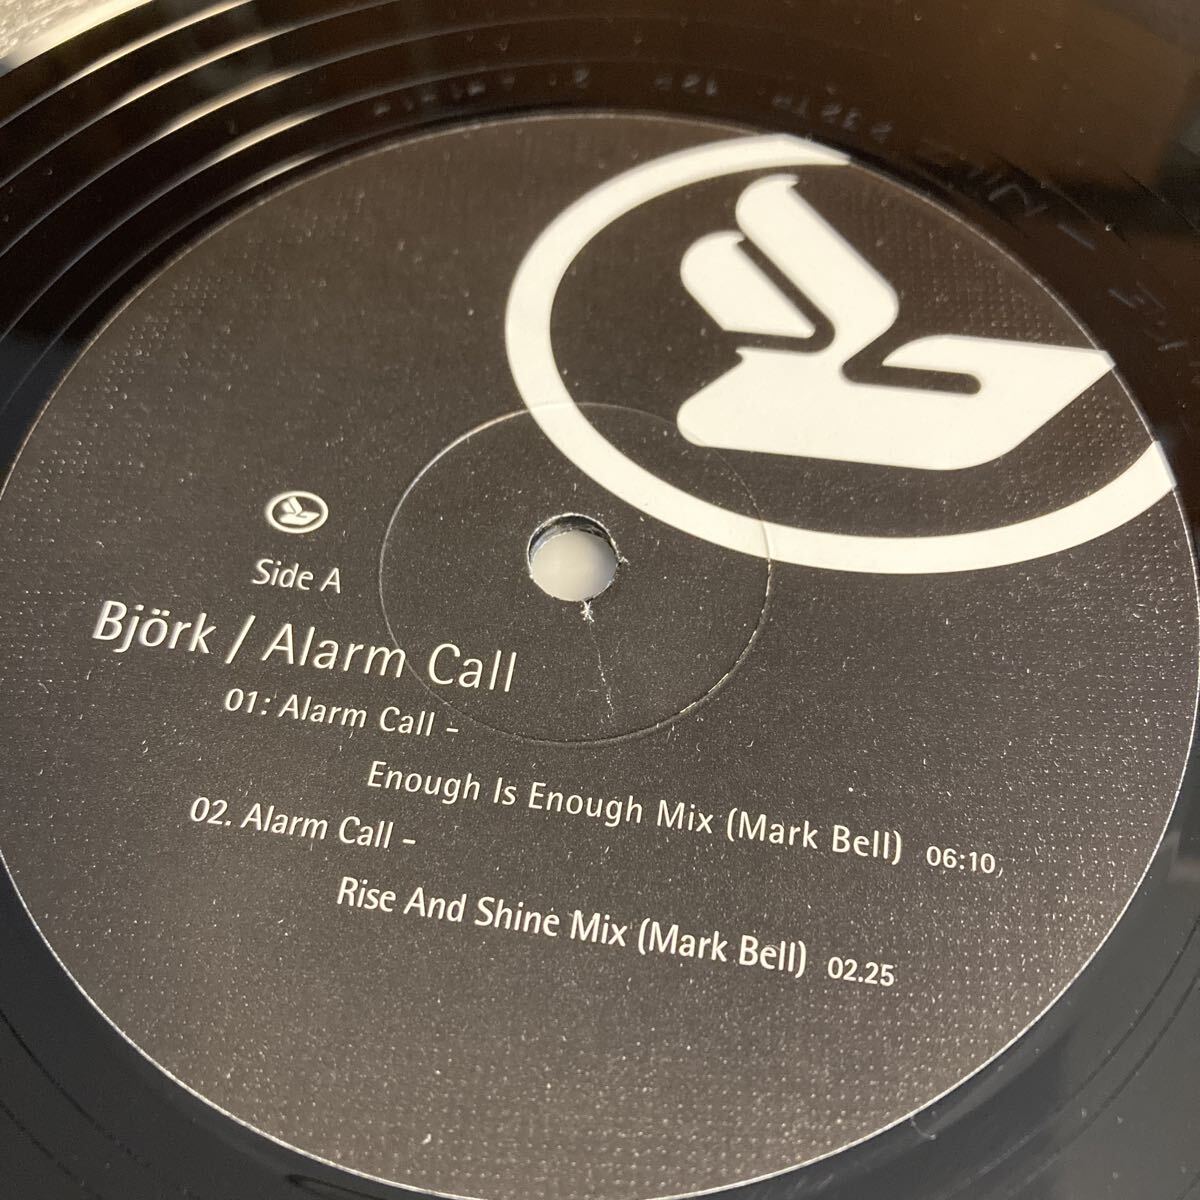 Side A
Björk / Alarm Call
01: Alarm Call -
Enough Is Enough Mix (Mark Bell) 06:10,
02. Alarm Call -
Rise And Shine Mix (Mark Bell) 02.25